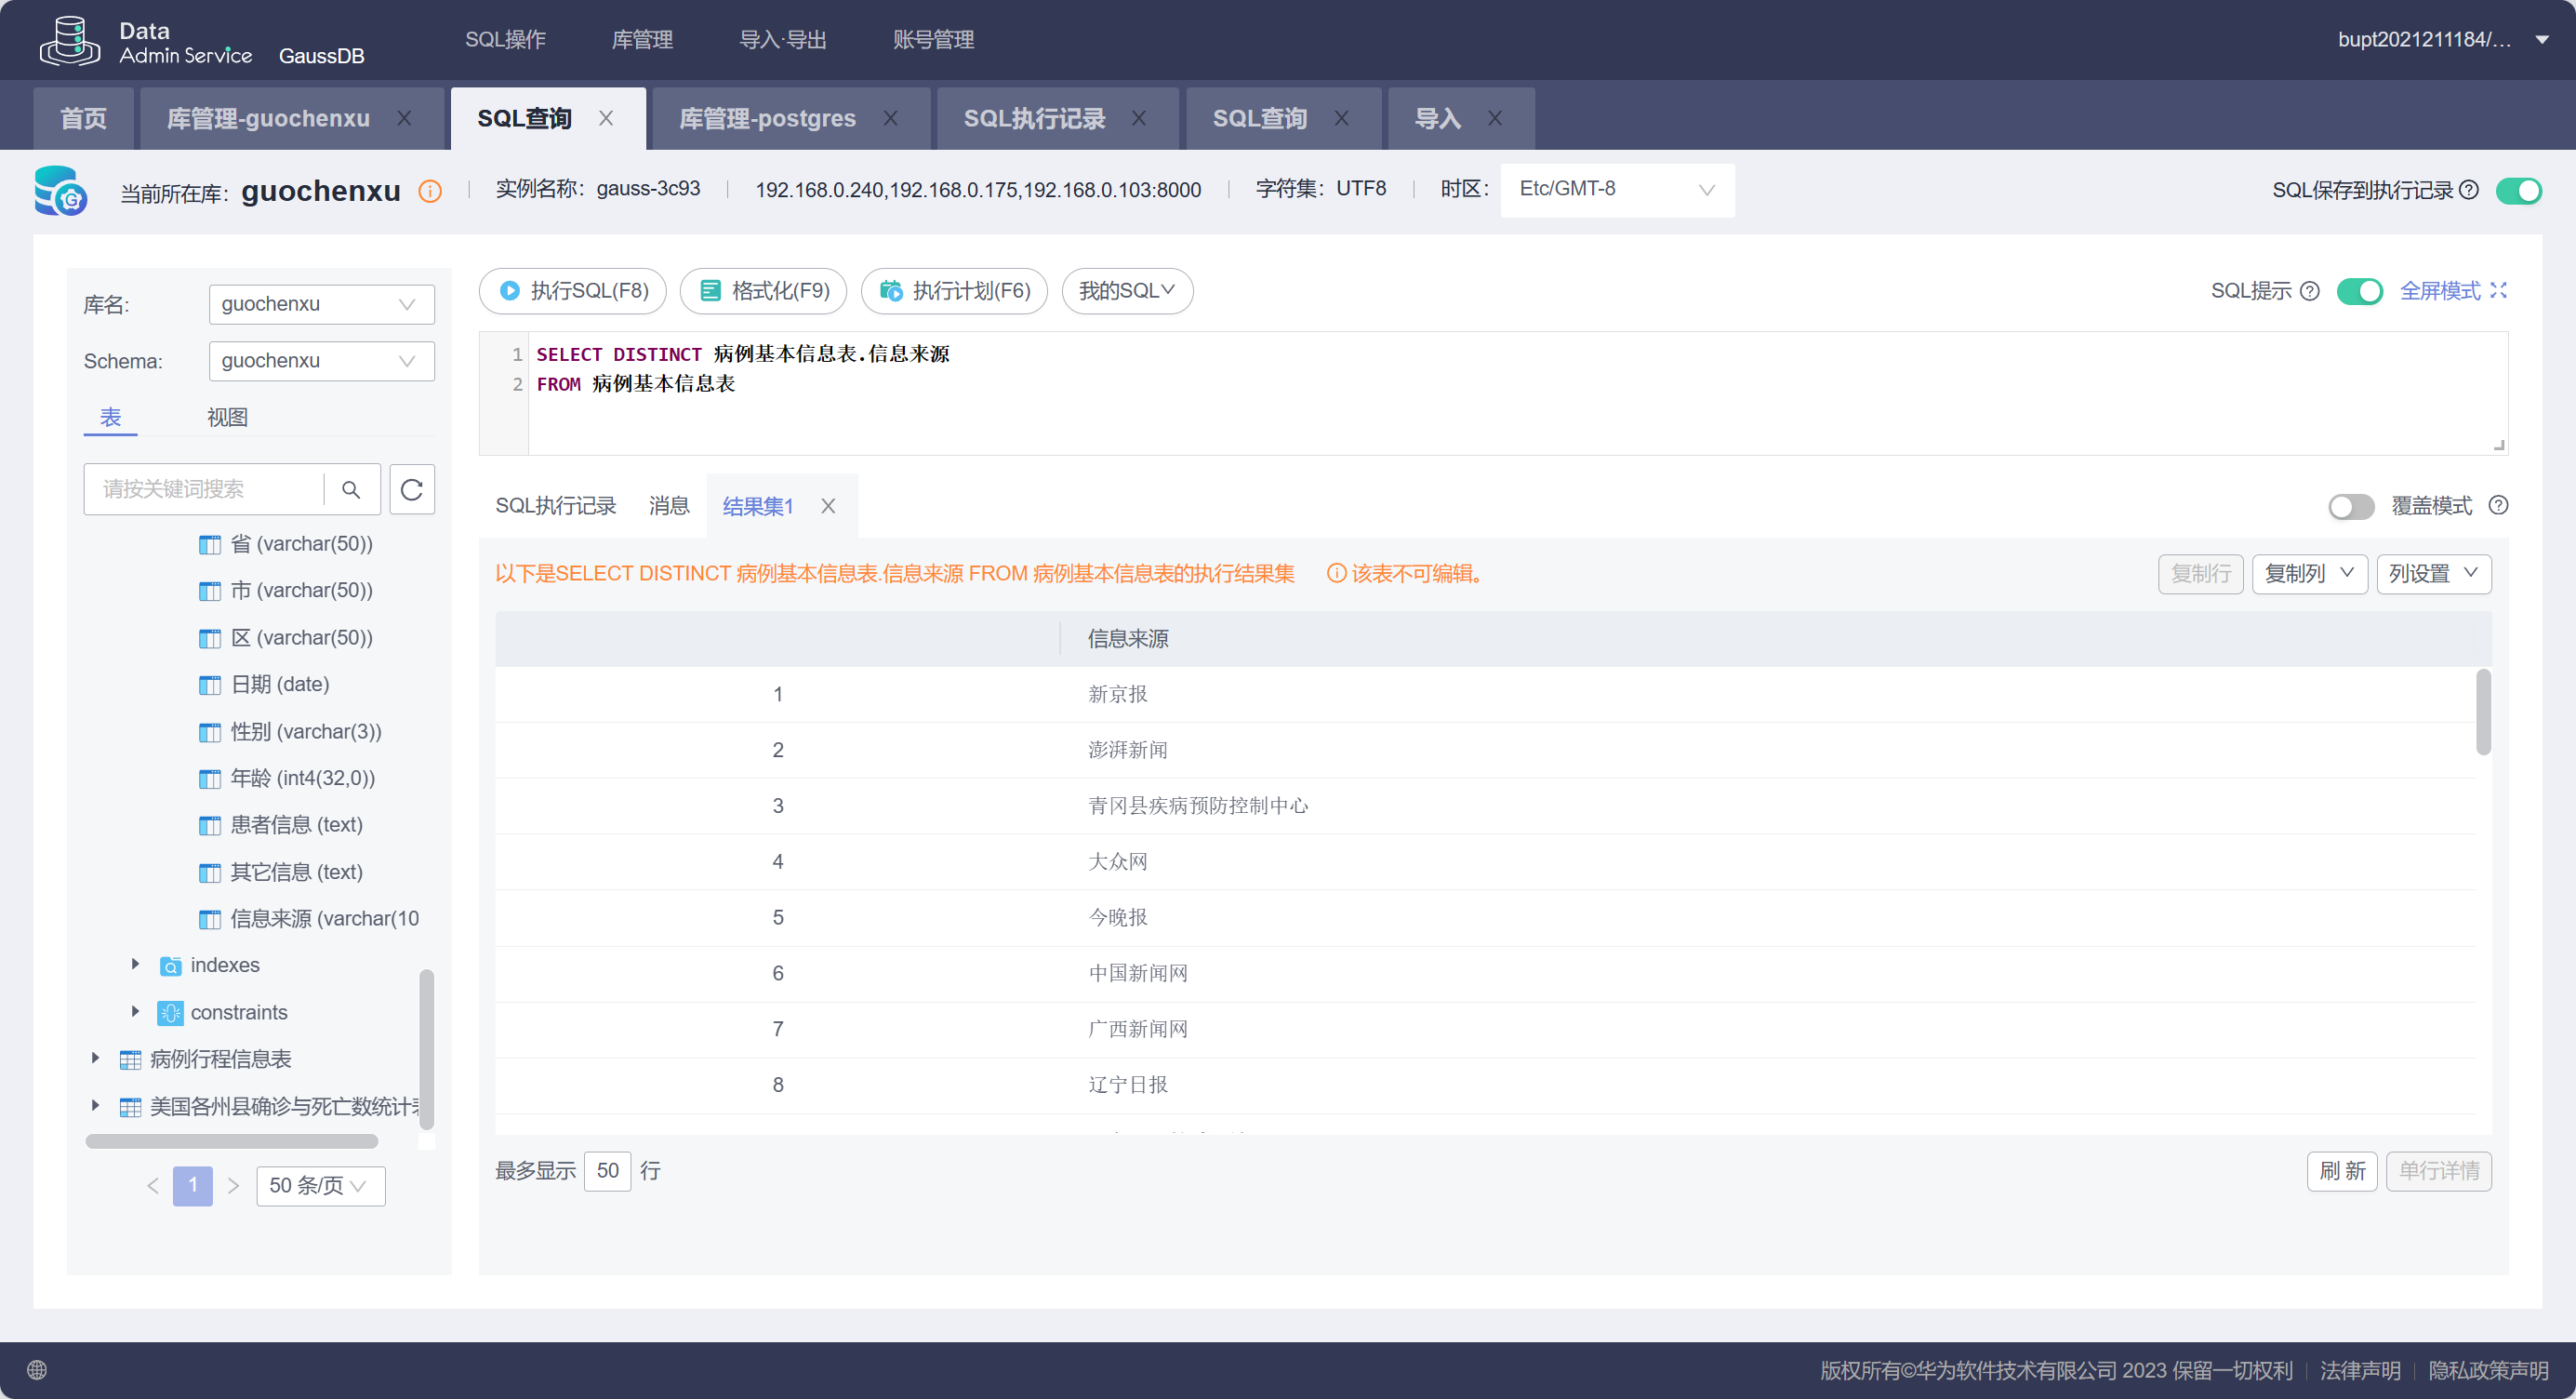 Data
Admin Service GaussDB
SQL操作 库管理 导入·导出 账号管理 bupt2021211184/...
首页 库管理-guochenxu SQL查询 库管理-postgres SQL执行记录 SQL查询 导入
当前所在库: guochenxu 实例名称: gauss-3c93 192.168.0.240,192.168.0.175,192.168.0.103:8000 字符集: UTF8 时区: Etc/GMT-8 SQL保存到执行记录
库名: guochenxu
Schema: guochenxu
表 视图
请按关键词搜索
省 (varchar(50))
市 (varchar(50))
区 (varchar(50))
日期 (date)
性别 (varchar(3))
年龄 (int4(32,0))
患者信息 (text)
其它信息 (text)
信息来源 (varchar(10
indexes
constraints
病例行程信息表
美国各州县确诊与死亡数统计
1 50 条/页
执行SQL(F8) 格式化(F9) 执行计划(F6) 我的SQL SQL提示 全屏模式
1 SELECT DISTINCT 病例基本信息表.信息来源
2 FROM 病例基本信息表
SQL执行记录 消息 结果集1 覆盖模式
以下是SELECT DISTINCT 病例基本信息表.信息来源 FROM 病例基本信息表的执行结果集 该表不可编辑。 复制行 复制列 列设置
信息来源
1 新京报
2 澎湃新闻
3 青冈县疾病预防控制中心
4 大众网
5 今晚报
6 中国新闻网
7 广西新闻网
8 辽宁日报
最多显示 50 行 刷 新 单行详情
版权所有©华为软件技术有限公司 2023 保留一切权利 法律声明 隐私政策声明